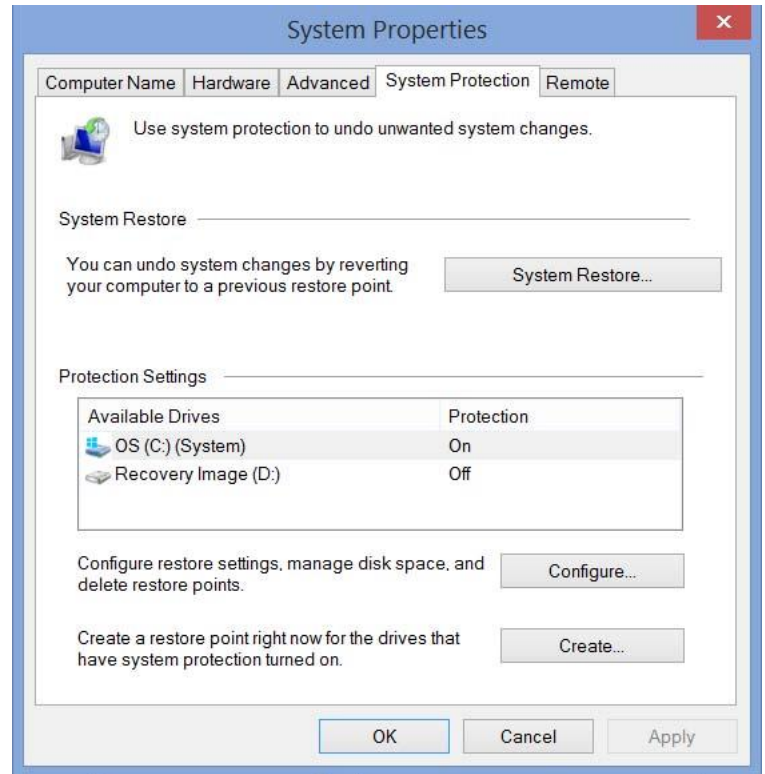 System Properties
Computer Name Hardware Advanced System Protection Remote
Use system protection to undo unwanted system changes.
System Restore
You can undo system changes by reverting
your computer to a previous restore point.
System Restore...
Protection Settings
Available Drives Protection
OS (C:) (System) On
Recovery Image (D:) Off
Configure restore settings, manage disk space, and
delete restore points.
Configure...
Create a restore point right now for the drives that
have system protection turned on.
Create...
OK Cancel Apply